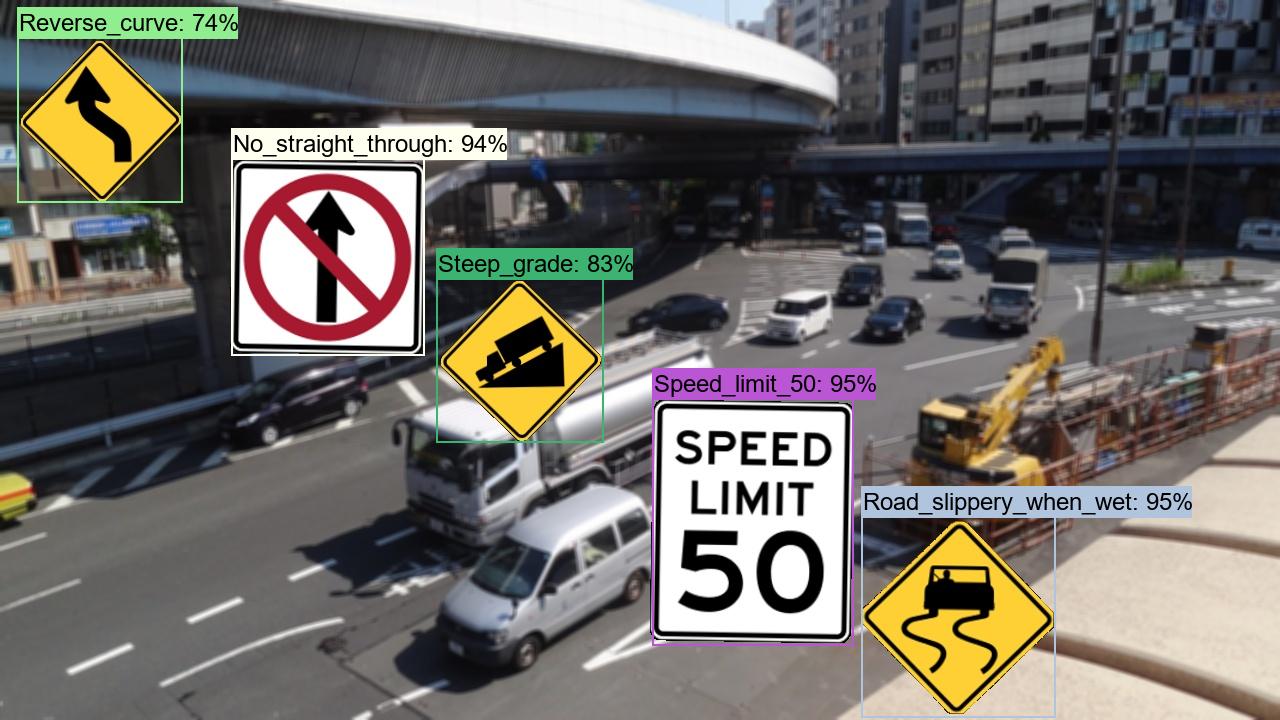 Reverse_curve: 74%
No_straight_through: 94%
Steep_grade: 83%
Speed_limit_50: 95%
SPEED
LIMIT
50
Road_slippery_when_wet: 95%